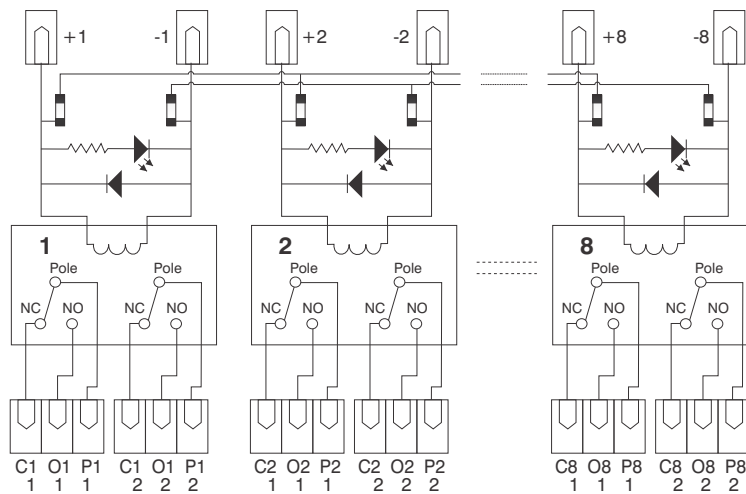 +1 -1 +2 -2 +8 -8
1 2 8
Pole Pole Pole Pole Pole Pole
NC NO NC NO NC NO NC NO NC NO NC NO
C1 O1 P1 C1 O1 P1 C2 O2 P2 C2 O2 P2 C8 O8 P8 C8 O8 P8
1 1 1 2 2 2 1 1 1 2 2 2 1 1 1 2 2 2